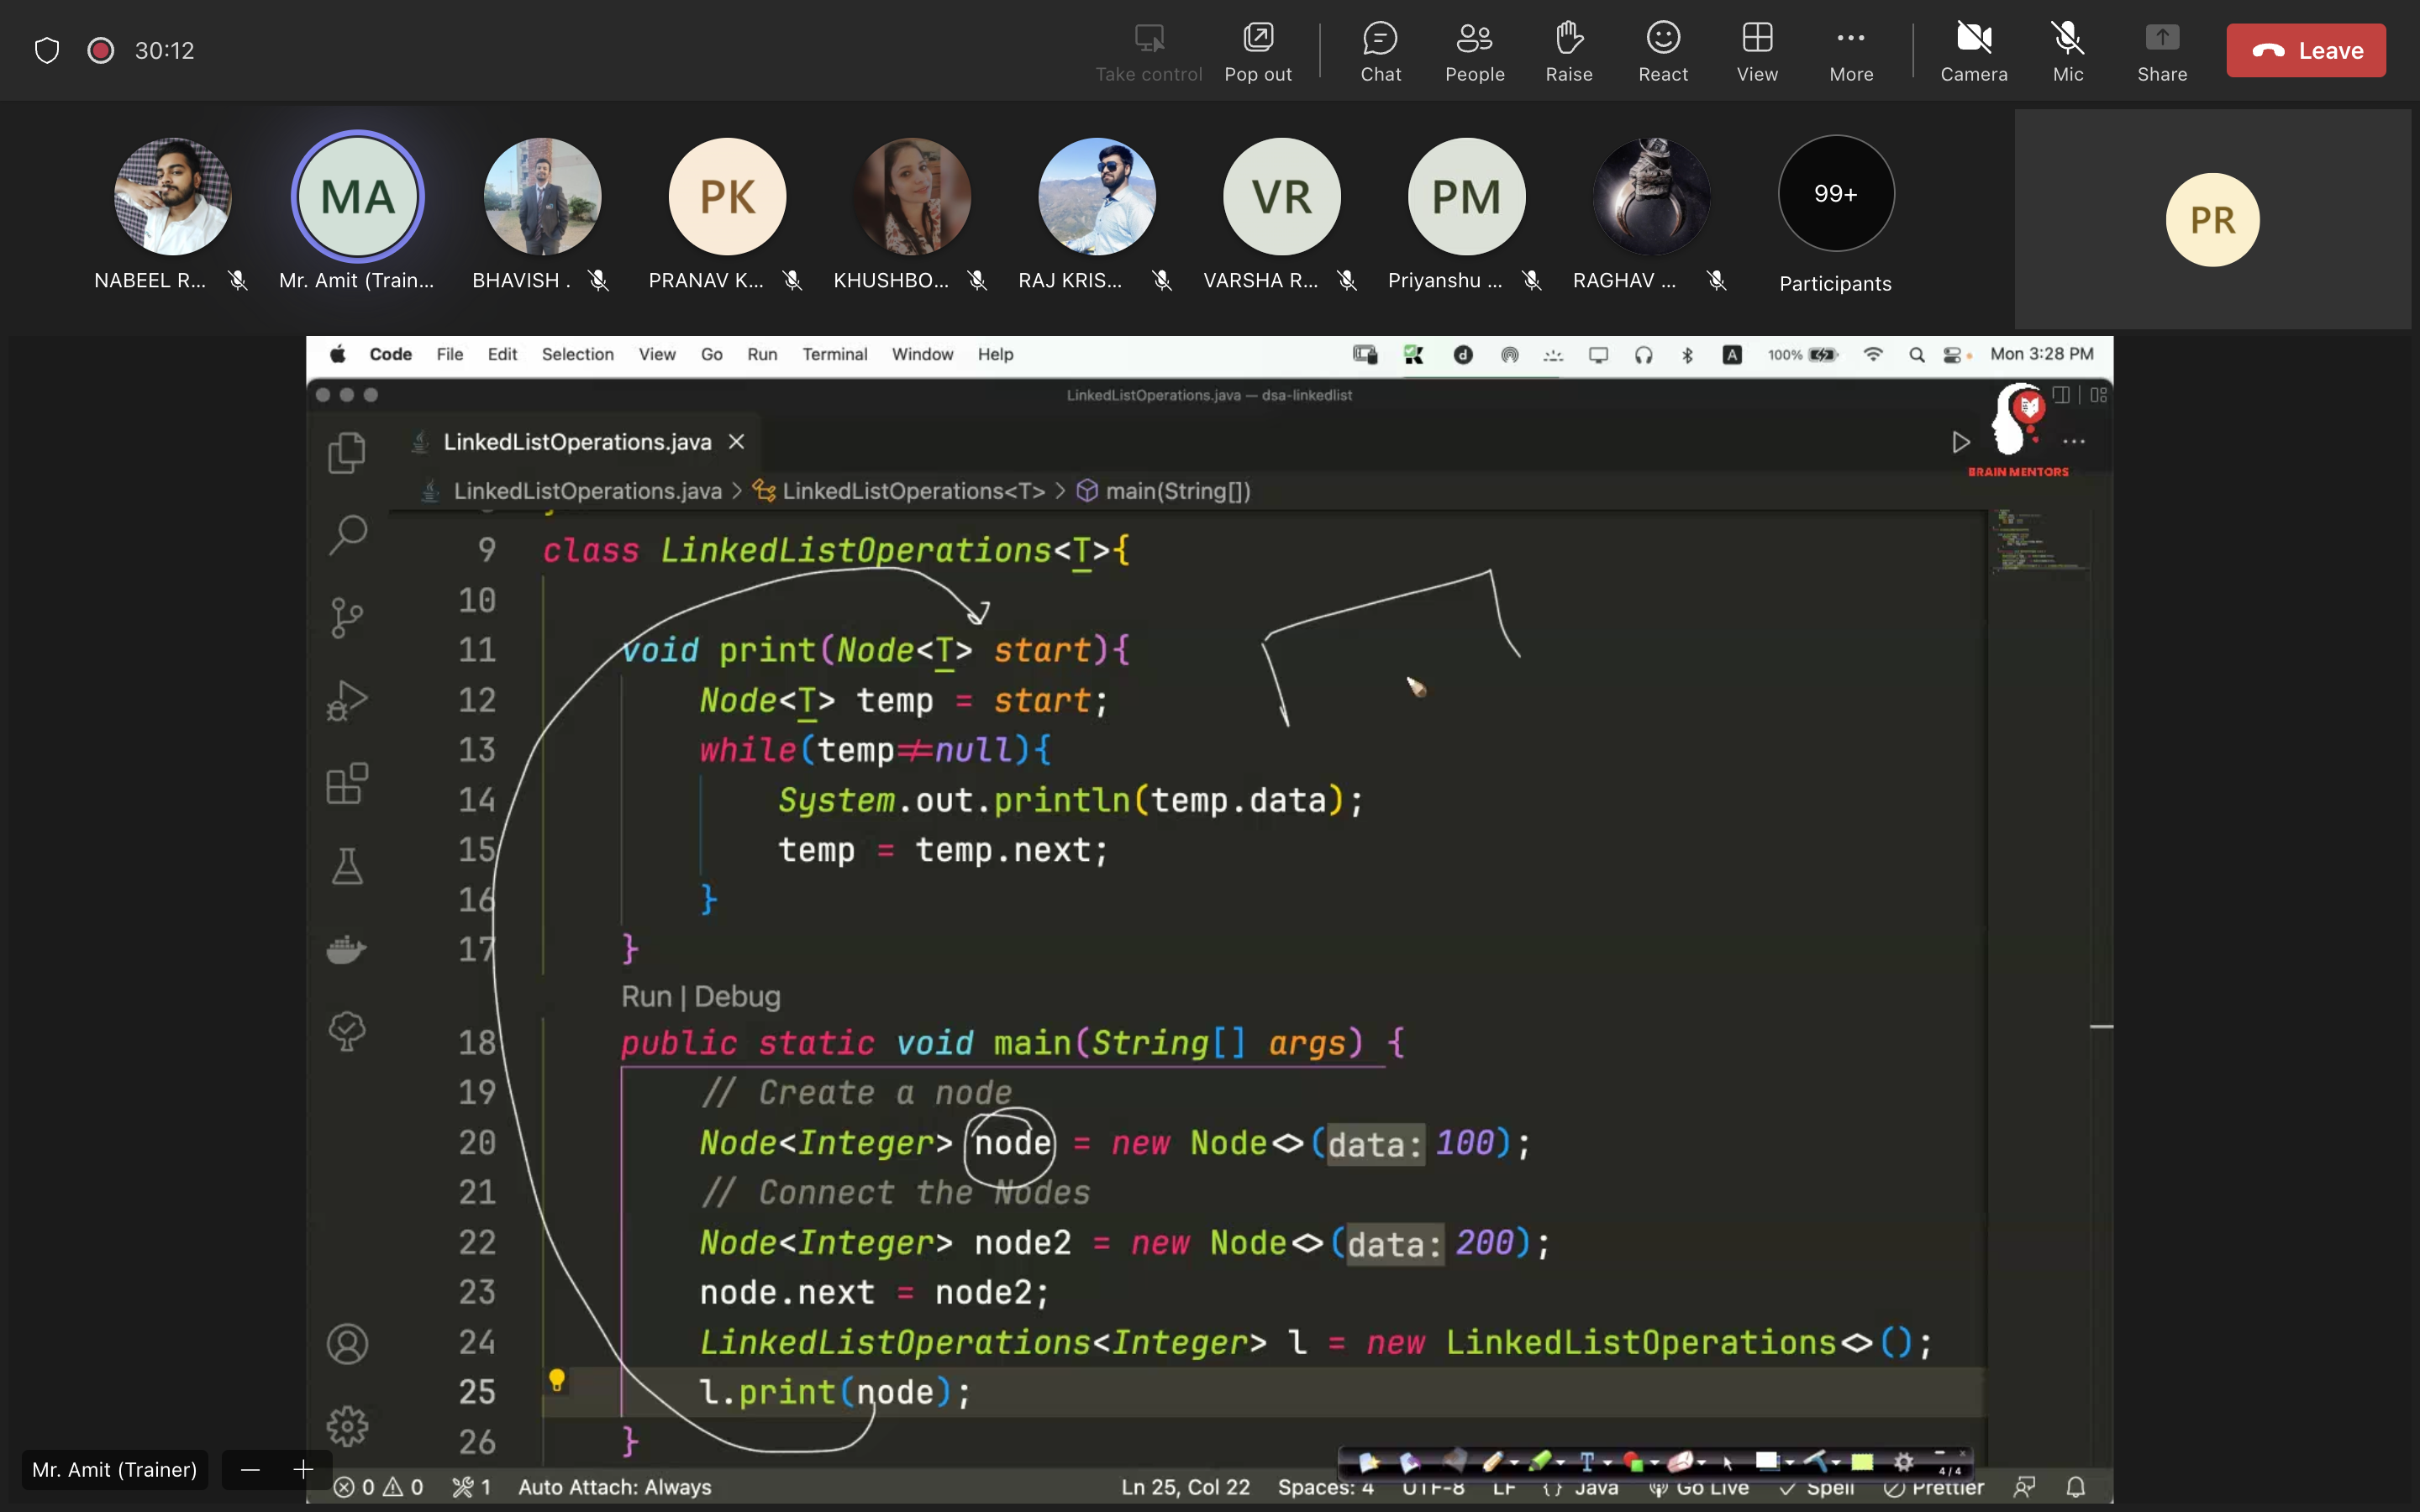 30:12
Take control Pop out Chat People Raise React View More Camera Mic Share Leave
MA PK VR PM 99+ PR
NABEEL R... Mr. Amit (Train... BHAVISH . PRANAV K... KHUSHBO... RAJ KRIS... VARSHA R... Priyanshu ... RAGHAV ... Participants
Code File Edit Selection View Go Run Terminal Window Help 100% Mon 3:28 PM
LinkedListOperations.java — dsa-linkedlist
LinkedListOperations.java
BRAIN MENTORS
LinkedListOperations.java > LinkedListOperations<T> > main(String[])
9 class LinkedListOperations<T>{
10
11 void print(Node<T> start){
12 Node<T> temp = start;
13 while(temp≠null){
14 System.out.println(temp.data);
15 temp = temp.next;
16 }
17 }
Run | Debug
18 public static void main(String[] args) {
19 // Create a node
20 Node<Integer> node = new Node<>(data: 100);
21 // Connect the Nodes
22 Node<Integer> node2 = new Node<>(data: 200);
23 node.next = node2;
24 LinkedListOperations<Integer> l = new LinkedListOperations<>();
25 l.print(node);
26 }
4/4
Mr. Amit (Trainer)
0 0 1 Auto Attach: Always Ln 25, Col 22 Spaces: 4 UTF-8 LF {} Java Go Live Spell Prettier